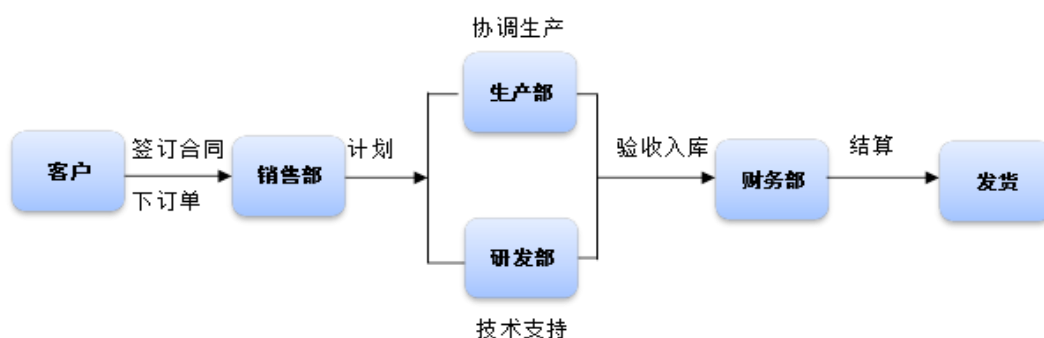 协调生产
生产部
客户
签订合同
下订单
销售部
计划
验收入库
财务部
结算
发货
研发部
技术支持